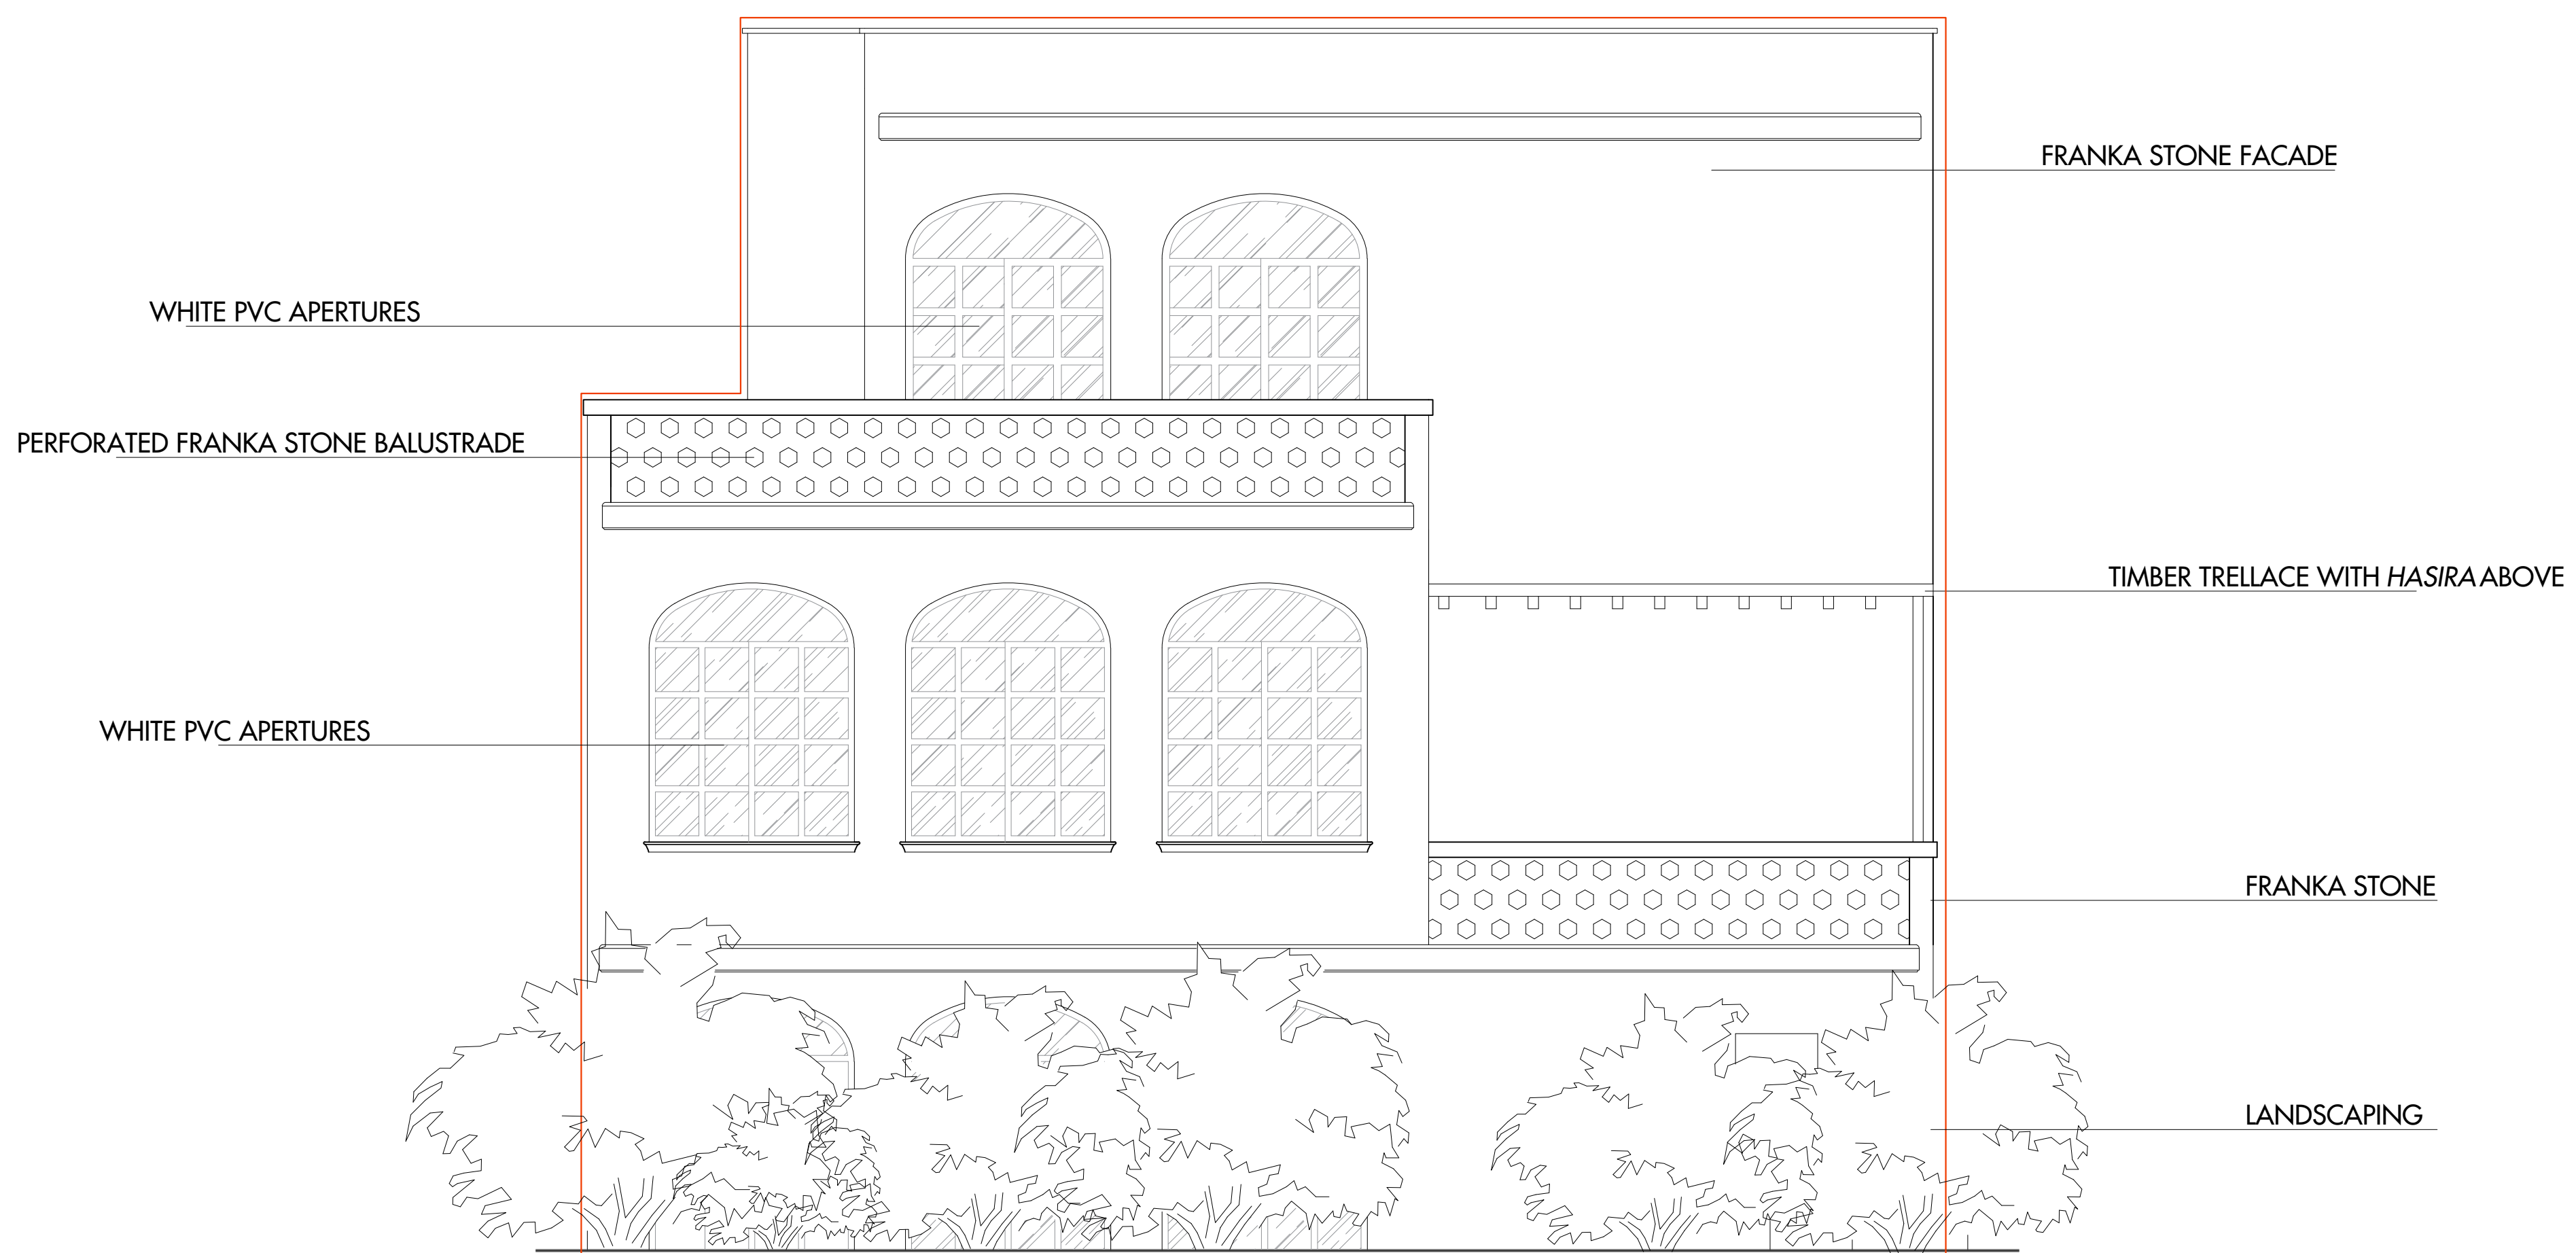 FRANKA STONE FACADE
WHITE PVC APERTURES
PERFORATED FRANKA STONE BALUSTRADE
TIMBER TRELLACE WITH HASIRA ABOVE
WHITE PVC APERTURES
FRANKA STONE
LANDSCAPING